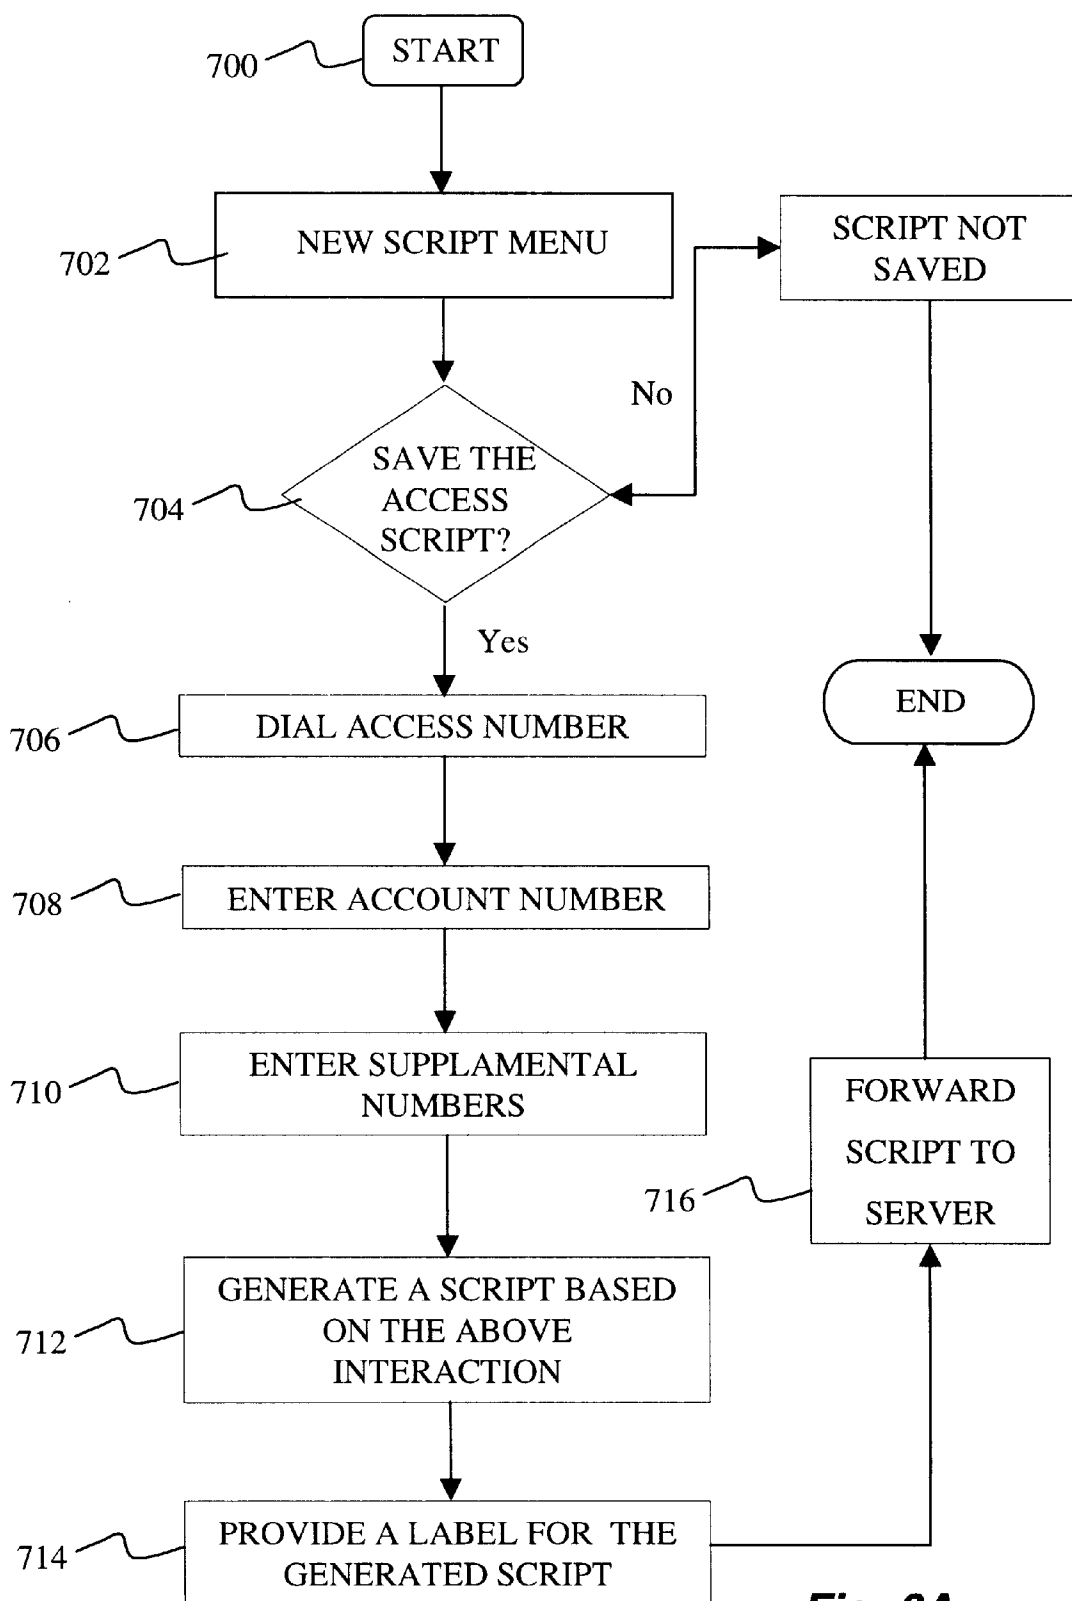 START
700
NEW SCRIPT MENU
702
SCRIPT NOT
SAVED
No
SAVE THE
ACCESS
SCRIPT?
704
Yes
END
DIAL ACCESS NUMBER
706
ENTER ACCOUNT NUMBER
708
ENTER SUPPLAMENTAL
NUMBERS
710
FORWARD
SCRIPT TO
SERVER
716
GENERATE A SCRIPT BASED
ON THE ABOVE
INTERACTION
712
PROVIDE A LABEL FOR THE
GENERATED SCRIPT
714